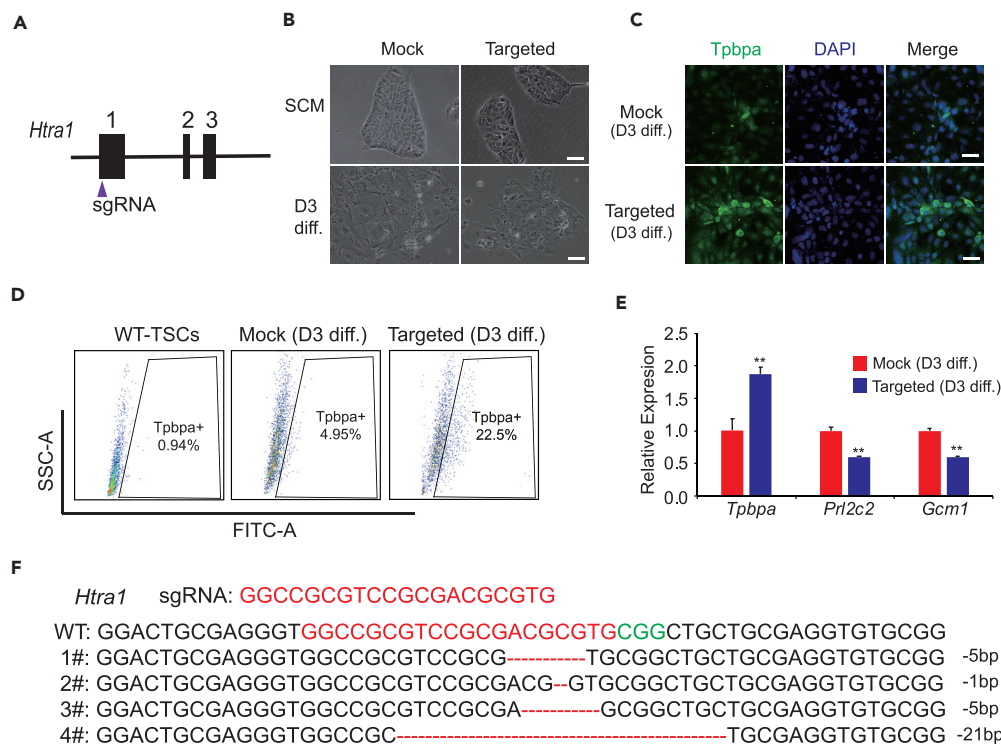 A
Htra1
1
2
3
sgRNA
B
Mock
Targeted
SCM
D3
diff.
C
Tpbpa
DAPI
Merge
Mock
(D3 diff.)
Targeted
(D3 diff.)
D
WT-TSCs
Mock (D3 diff.)
Targeted (D3 diff.)
Tpbpa+
0.94%
Tpbpa+
4.95%
Tpbpa+
22.5%
SSC-A
FITC-A
E
Relative Expresion
2.5
2.0
1.5
1.0
0.5
0.0
**
**
**
Mock (D3 diff.)
Targeted (D3 diff.)
Tpbpa
Prl2c2
Gcm1
F
Htra1 sgRNA: GGCCGCGTCCGCGACGCGTG
WT: GGACTGCGAGGGTGGCCGCGTCCGCGACGCGTGCGGCTGCTGCGAGGTGTGCGG
1#: GGACTGCGAGGGTGGCCGCGTCCGCG-----------TGCGGCTGCTGCGAGGTGTGCGG -5bp
2#: GGACTGCGAGGGTGGCCGCGTCCGCGACG--GTGCGGCTGCTGCGAGGTGTGCGG -1bp
3#: GGACTGCGAGGGTGGCCGCGTCCGCGA-----------GCGGCTGCTGCGAGGTGTGCGG -5bp
4#: GGACTGCGAGGGTGGCCGC----------------------------------------------TGCGAGGTGTGCGG -21bp